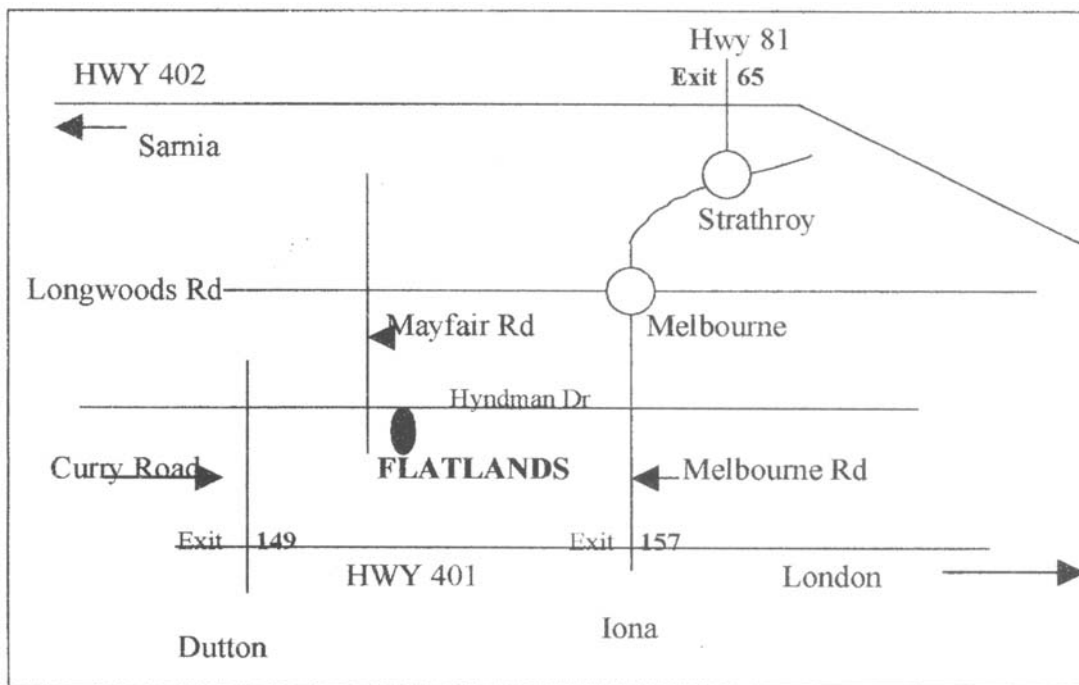 Hwy 81
HWY 402
Exit 65
Sarnia
Strathroy
Longwoods Rd
Mayfair Rd
Melbourne
Hyndman Dr
Curry Road
FLATLANDS
Melbourne Rd
Exit 149
Exit 157
HWY 401
London
Iona
Dutton